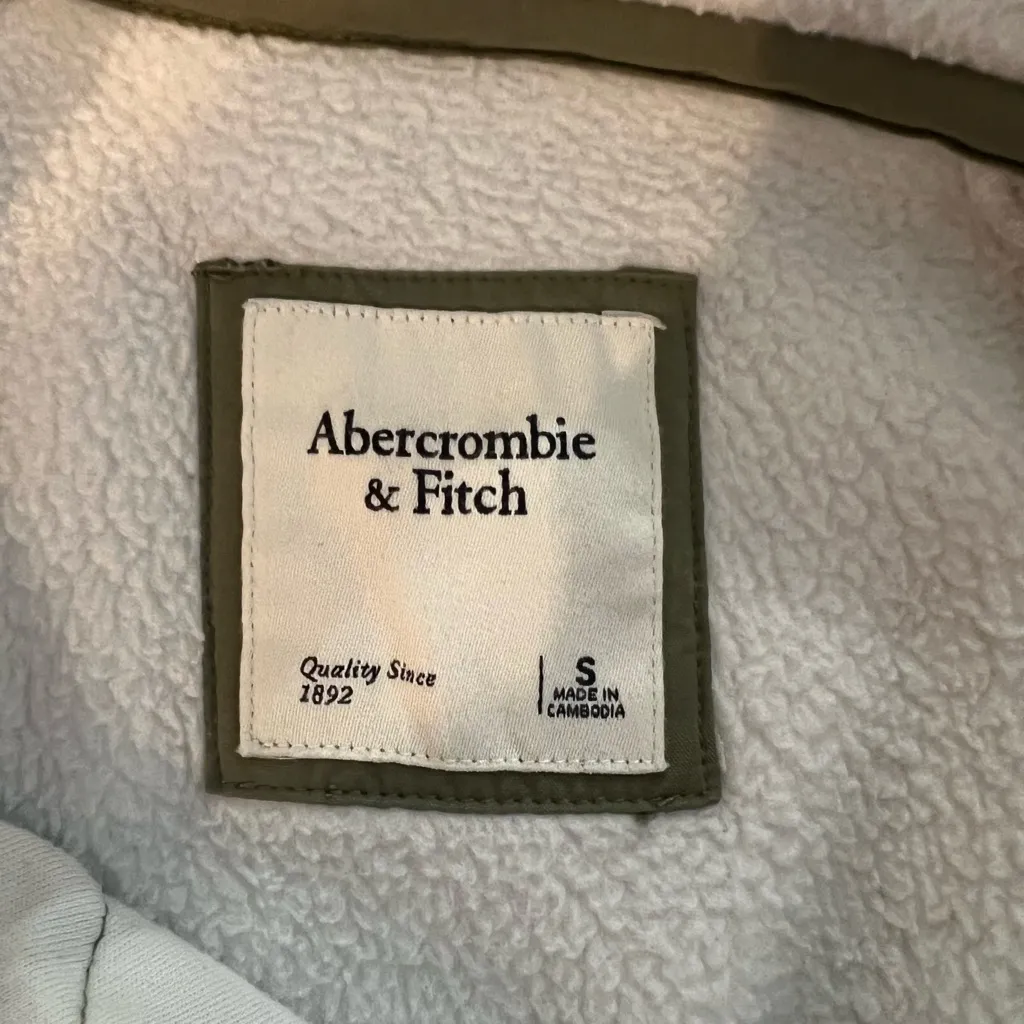 Abercrombie
& Fitch
Quality Since
1892
S
MADE IN
CAMBODIA